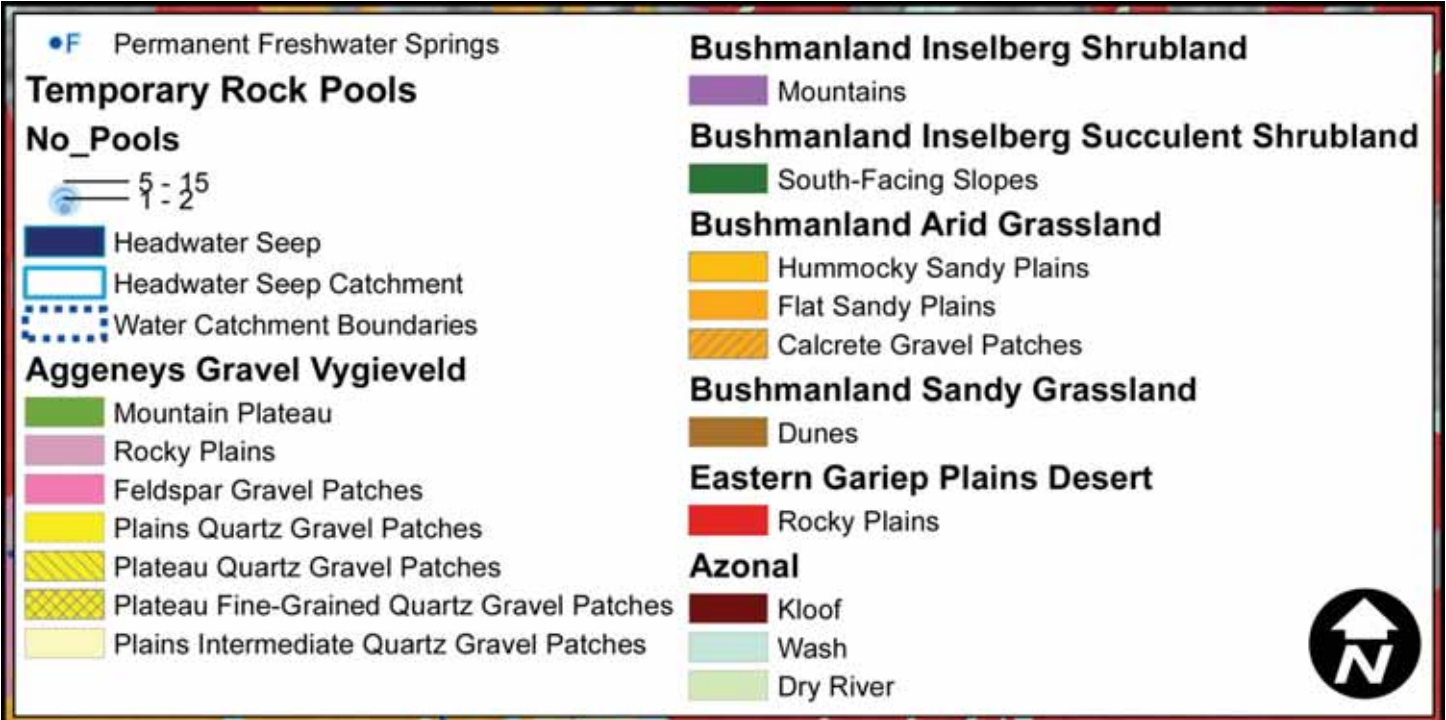 F Permanent Freshwater Springs
Temporary Rock Pools
No_Pools
5 - 15
1 - 2
Headwater Seep
Headwater Seep Catchment
Water Catchment Boundaries
Aggeneys Gravel Vygieveld
Mountain Plateau
Rocky Plains
Feldspar Gravel Patches
Plains Quartz Gravel Patches
Plateau Quartz Gravel Patches
Plateau Fine-Grained Quartz Gravel Patches
Plains Intermediate Quartz Gravel Patches
Bushmanland Inselberg Shrubland
Mountains
Bushmanland Inselberg Succulent Shrubland
South-Facing Slopes
Bushmanland Arid Grassland
Hummocky Sandy Plains
Flat Sandy Plains
Calcrete Gravel Patches
Bushmanland Sandy Grassland
Dunes
Eastern Gariep Plains Desert
Rocky Plains
Azonal
Kloof
Wash
Dry River
N